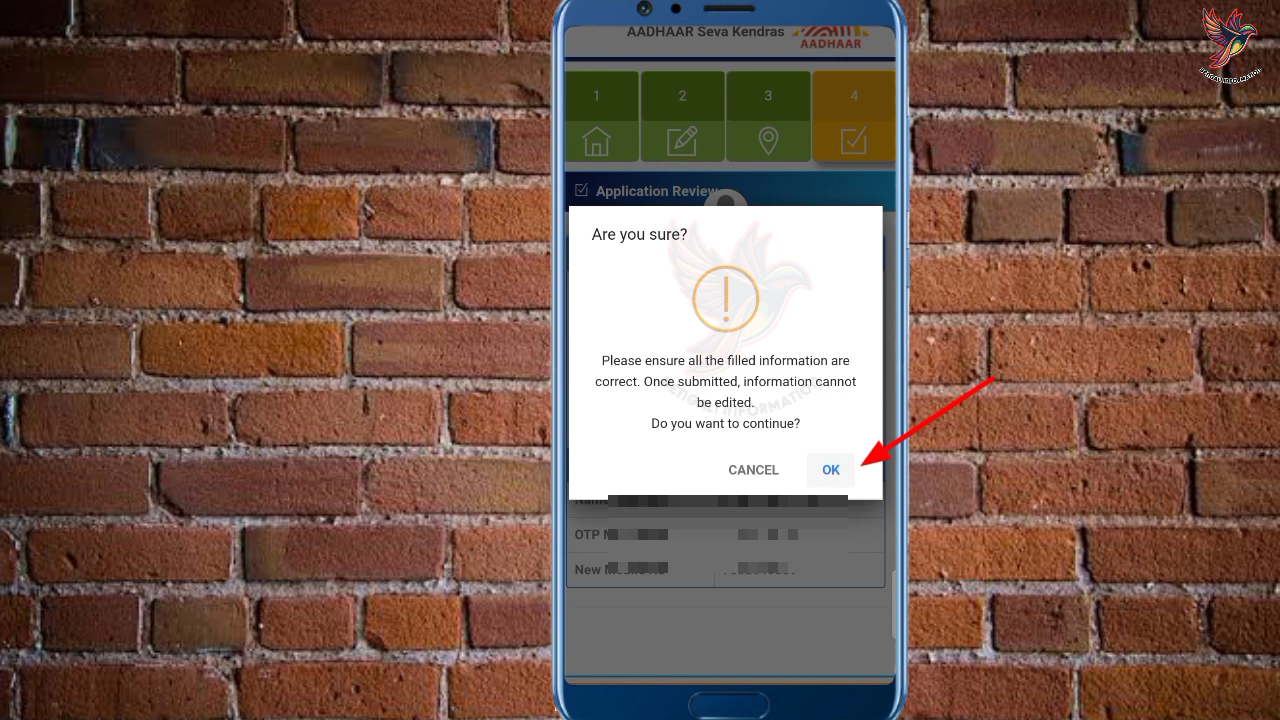 AADHAAR Seva Kendras
AADHAAR
1 2 3 4
Application Review
Are you sure?
Please ensure all the filled information are
correct. Once submitted, information cannot
be edited.
Do you want to continue?
CANCEL OK
OTP
New